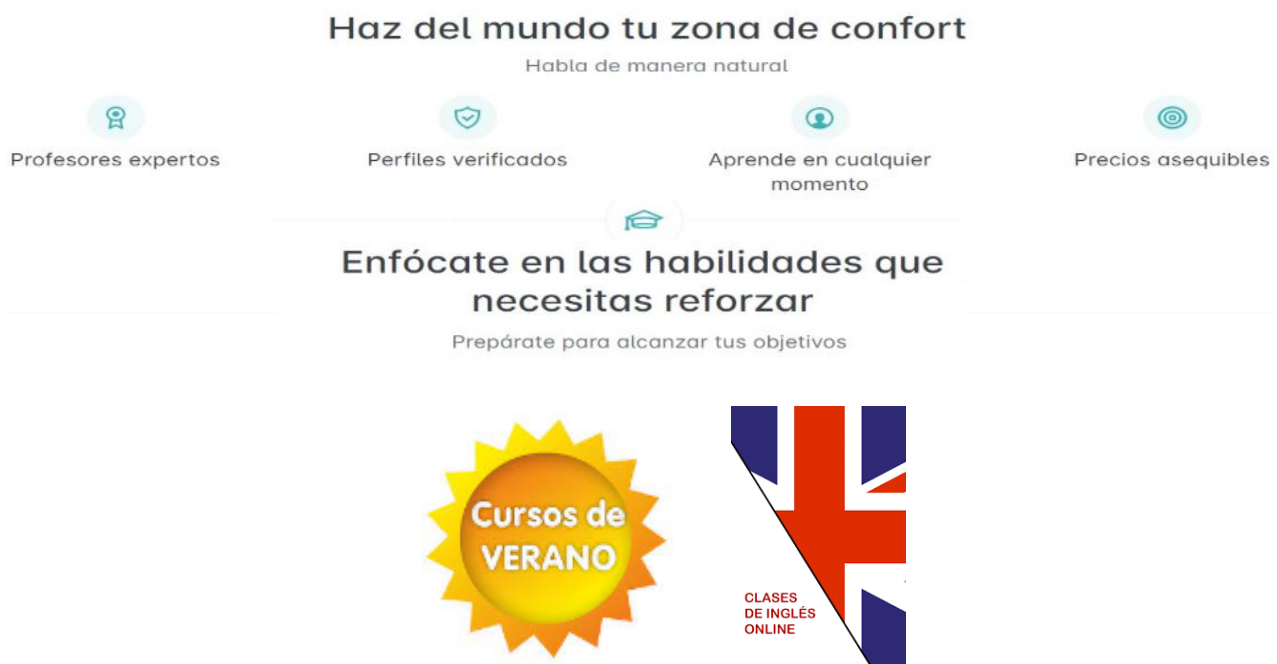 Haz del mundo tu zona de confort
Habla de manera natural
Profesores expertos
Perfiles verificados
Aprende en cualquier
momento
Precios asequibles
Enfócate en las habilidades que
necesitas reforzar
Prepárate para alcanzar tus objetivos
Cursos de
VERANO
CLASES
DE INGLÉS
ONLINE